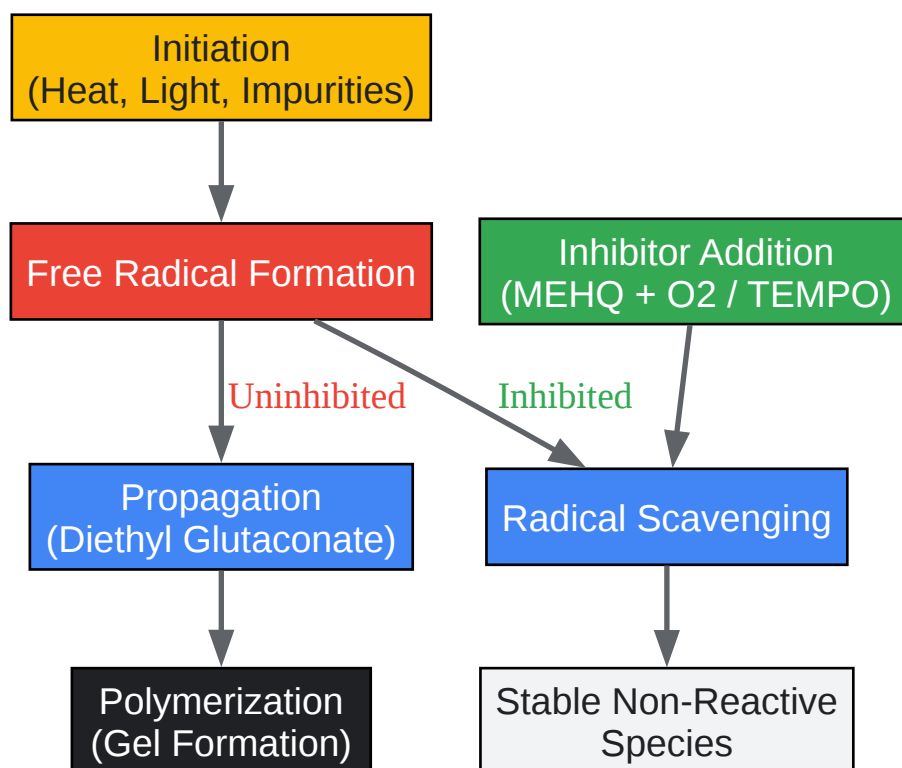 Initiation
(Heat, Light, Impurities)
Free Radical Formation
Inhibitor Addition
(MEHQ + O2 / TEMPO)
Uninhibited
Inhibited
Propagation
(Diethyl Glutaconate)
Radical Scavenging
Polymerization
(Gel Formation)
Stable Non-Reactive
Species